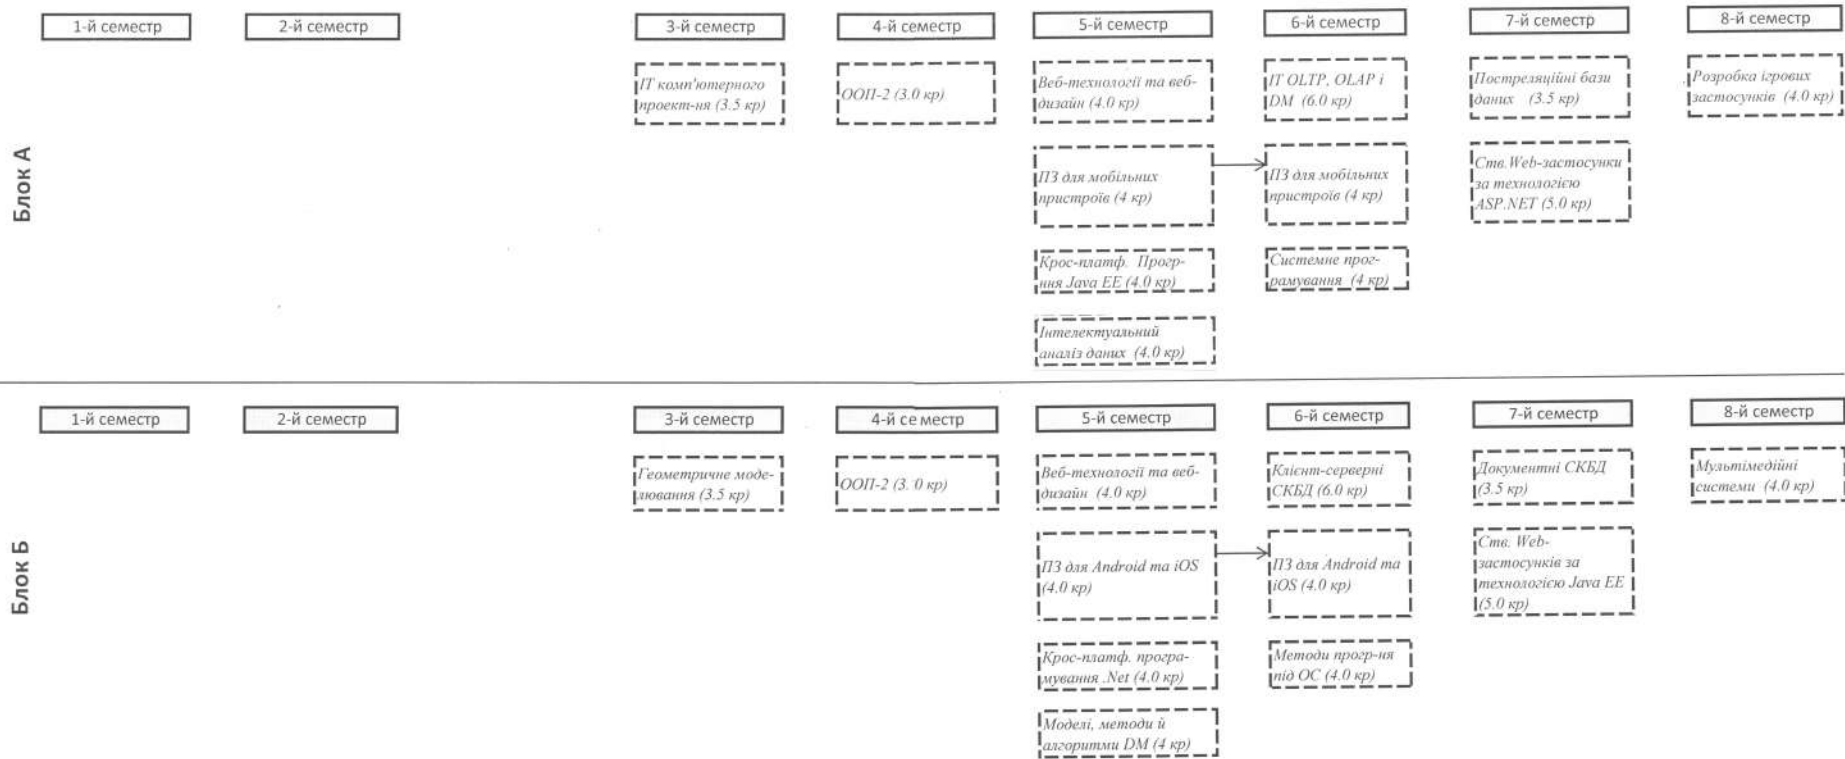 1-й семестр
2-й семестр
3-й семестр
4-й семестр
5-й семестр
6-й семестр
7-й семестр
8-й семестр
Блок А
ІТ комп'ютерного
проект-ня (3.5 кр)
ООП-2 (3.0 кр)
Веб-технології та веб-
дизайн (4.0 кр)
ІТ OLTP, OLAP і
DM (6.0 кр)
Постреляційні бази
даних (3.5 кр)
Розробка ігрових
застосунків (4.0 кр)
ПЗ для мобільних
пристроїв (4 кр)
ПЗ для мобільних
пристроїв (4 кр)
Ств.Web-застосунки
за технологією
ASP.NET (5.0 кр)
Крос-платф. Прогр-
ння Java EE (4.0 кр)
Системне прог-
рамування (4 кр)
Інтелектуальний
аналіз даних (4.0 кр)
1-й семестр
2-й семестр
3-й семестр
4-й семестр
5-й семестр
6-й семестр
7-й семестр
8-й семестр
Блок Б
Геометричне моде-
лювання (3.5 кр)
ООП-2 (3. 0 кр)
Веб-технології та веб-
дизайн (4.0 кр)
Клієнт-серверні
СКБД (6.0 кр)
Документні СКБД
(3.5 кр)
Мультімедійні
системи (4.0 кр)
ПЗ для Android та iOS
(4.0 кр)
ПЗ для Android та
iOS (4.0 кр)
Ств. Web-
застосунків за
технологією Java EE
(5.0 кр)
Крос-платф. програ-
мування .Net (4.0 кр)
Методи прогр-ня
під ОС (4.0 кр)
Моделі, методи й
алгоритми DM (4 кр)